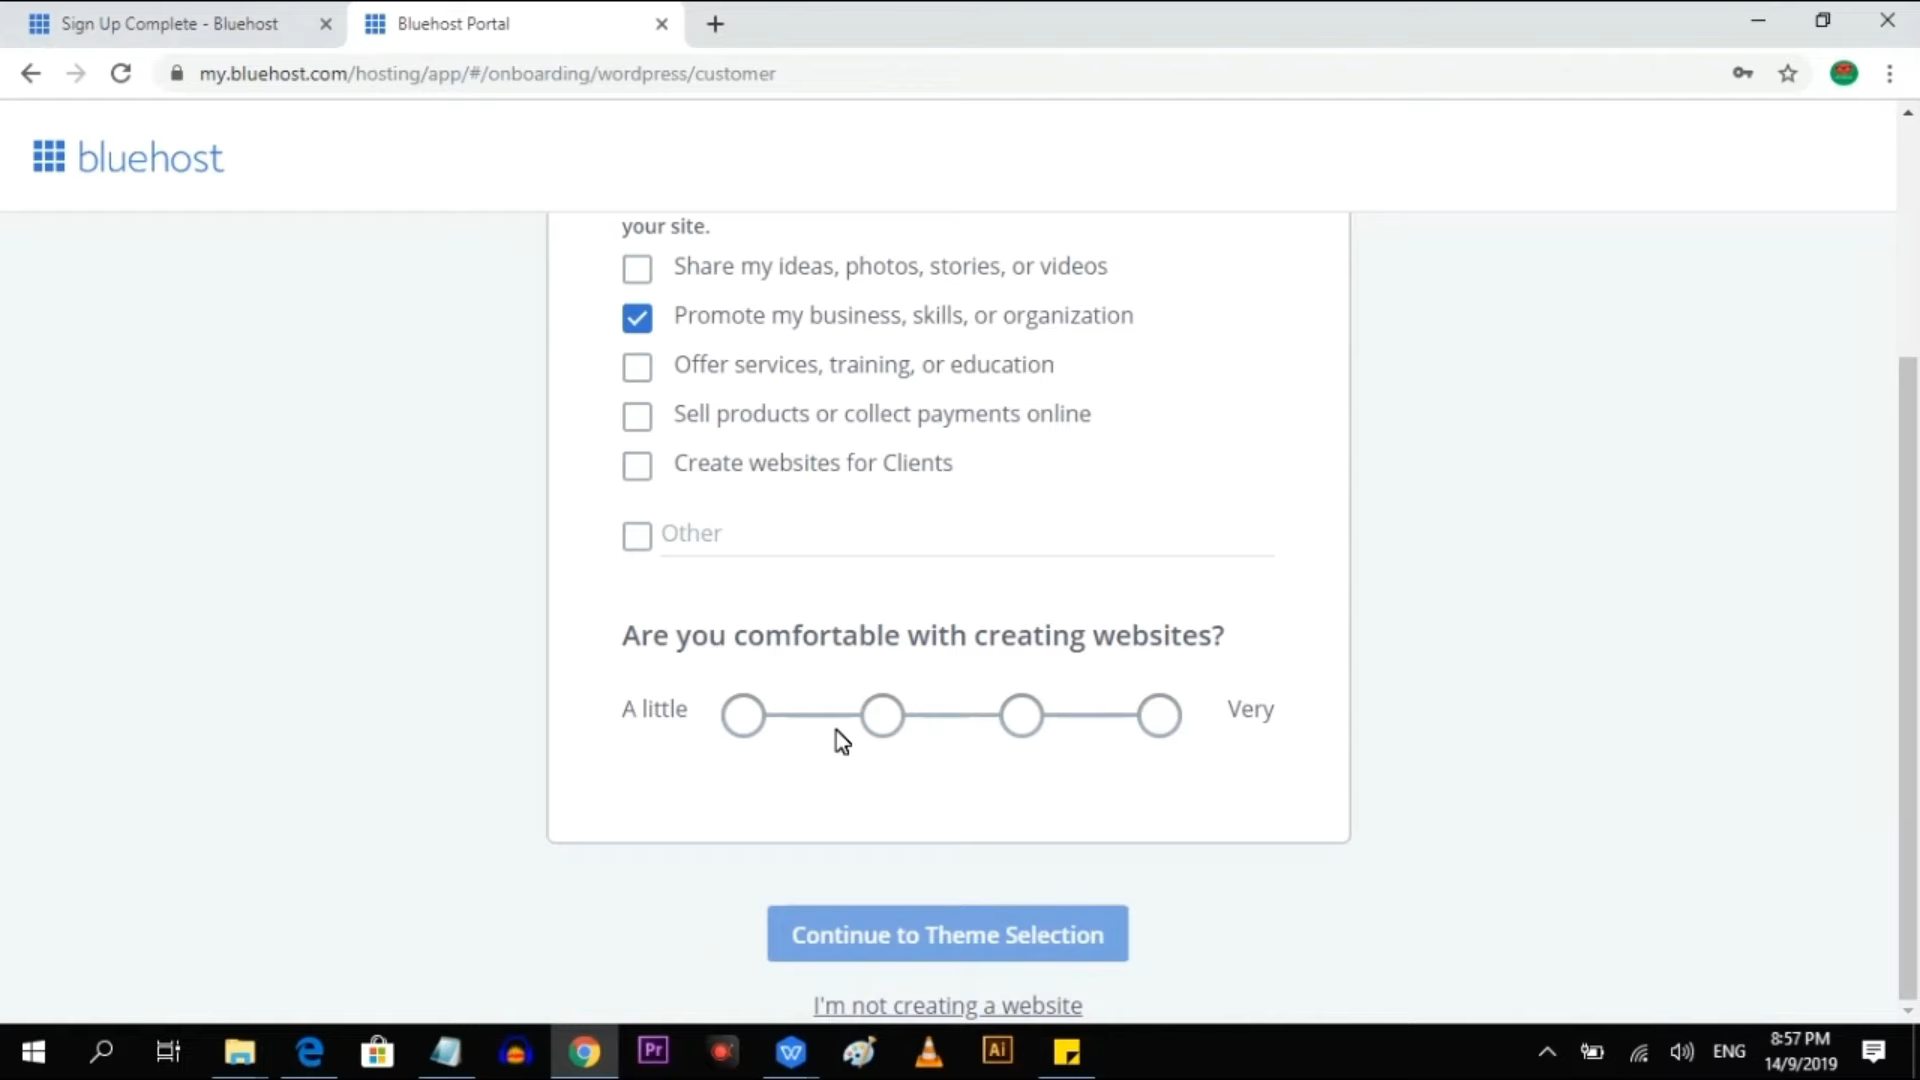 Sign Up Complete - Bluehost
Bluehost Portal
my.bluehost.com/hosting/app/#/onboarding/wordpress/customer
bluehost
your site.
Share my ideas, photos, stories, or videos
Promote my business, skills, or organization
Offer services, training, or education
Sell products or collect payments online
Create websites for Clients
Other
Are you comfortable with creating websites?
A little
Very
Continue to Theme Selection
I'm not creating a website
Pr
Ai
ENG
8:57 PM
14/9/2019